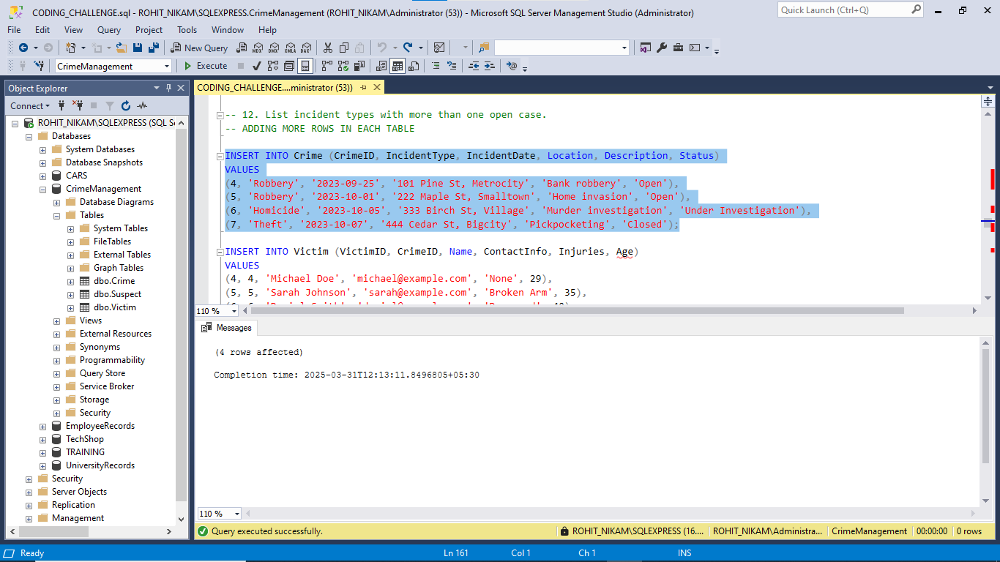 CODING_CHALLENGE.sql - ROHIT_NIKAM\SQLEXPRESS.CrimeManagement (ROHIT_NIKAM\Administrator (53)) - Microsoft SQL Server Management Studio (Administrator)
Quick Launch (Ctrl+Q)
File Edit View Query Project Tools Window Help
New Query
MDX DMX XMLA DAX
CrimeManagement
Execute
Object Explorer
Connect
ROHIT_NIKAM\SQLEXPRESS (SQL S
Databases
System Databases
Database Snapshots
CARS
CrimeManagement
Database Diagrams
Tables
System Tables
FileTables
External Tables
Graph Tables
dbo.Crime
dbo.Suspect
dbo.Victim
Views
External Resources
Synonyms
Programmability
Query Store
Service Broker
Storage
Security
EmployeeRecords
TechShop
TRAINING
UniversityRecords
Security
Server Objects
Replication
Management
CODING_CHALLENGE....ministrator (53))
-- 12. List incident types with more than one open case.
-- ADDING MORE ROWS IN EACH TABLE
INSERT INTO Crime (CrimeID, IncidentType, IncidentDate, Location, Description, Status)
VALUES
(4, 'Robbery', '2023-09-25', '101 Pine St, Metrocity', 'Bank robbery', 'Open'),
(5, 'Robbery', '2023-10-01', '222 Maple St, Smalltown', 'Home invasion', 'Open'),
(6, 'Homicide', '2023-10-05', '333 Birch St, Village', 'Murder investigation', 'Under Investigation'),
(7, 'Theft', '2023-10-07', '444 Cedar St, Bigcity', 'Pickpocketing', 'Closed');
INSERT INTO Victim (VictimID, CrimeID, Name, ContactInfo, Injuries, Age)
VALUES
(4, 4, 'Michael Doe', 'michael@example.com', 'None', 29),
(5, 5, 'Sarah Johnson', 'sarah@example.com', 'Broken Arm', 35),
110 %
Messages
(4 rows affected)
Completion time: 2025-03-31T12:13:11.8496805+05:30
110 %
Query executed successfully.
ROHIT_NIKAM\SQLEXPRESS (16....
ROHIT_NIKAM\Administra...
CrimeManagement
00:00:00
0 rows
Ready
Ln 161
Col 1
Ch 1
INS